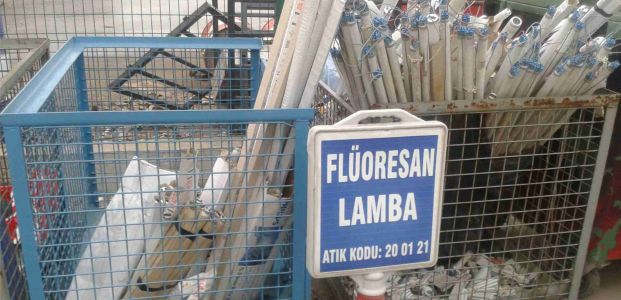 FLÜORESAN
LAMBA
ATIK KODU: 20 01 21